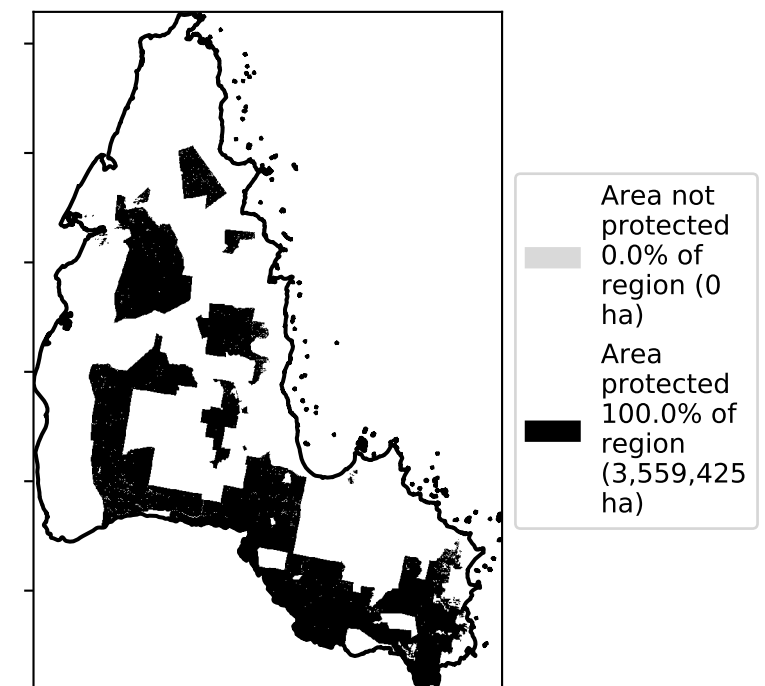 Area not
protected
0.0% of
region (0
ha)
Area
protected
100.0% of
region
(3,559,425
ha)